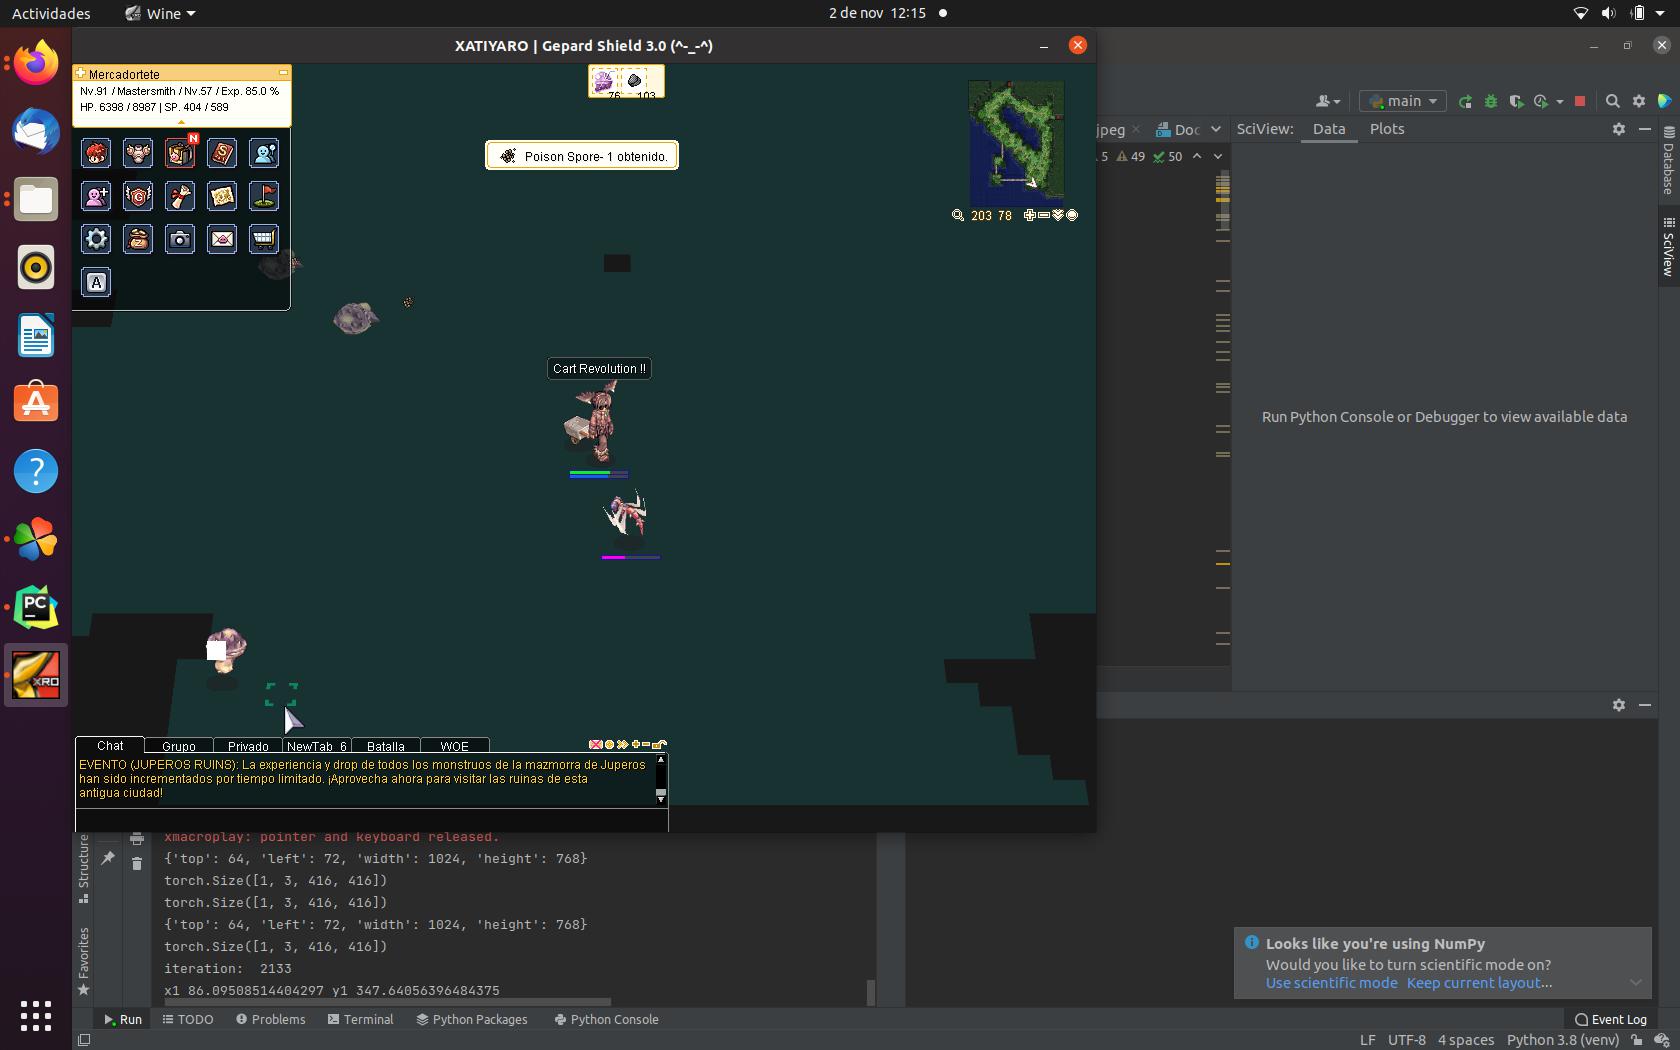 Actividades
Wine
2 de nov 12:15
XATIYARO | Gepard Shield 3.0 (^-_-^)
Mercadortete
Nv.91 / Mastersmith / Nv.57 / Exp. 85.0 %
HP. 6398 / 8987 | SP. 404 / 589
N
A
76
103
Poison Spore- 1 obtenido.
203 78
Cart Revolution !!
Chat
Grupo
Privado
NewTab_6
Batalla
WOE
EVENTO (JUPEROS RUINS): La experiencia y drop de todos los monstruos de la mazmorra de Juperos
han sido incrementados por tiempo limitado. ¡Aprovecha ahora para visitar las ruinas de esta
antigua ciudad!
main
jpeg
Doc
SciView:
Data
Plots
5
49
50
Database
SciView
Run Python Console or Debugger to view available data
PC
XRO
Structure
Favorites
xmacroplay: pointer and keyboard released.
{'top': 64, 'left': 72, 'width': 1024, 'height': 768}
torch.Size([1, 3, 416, 416])
torch.Size([1, 3, 416, 416])
{'top': 64, 'left': 72, 'width': 1024, 'height': 768}
torch.Size([1, 3, 416, 416])
iteration:  2133
x1 86.09508514404297 y1 347.64056396484375
Looks like you're using NumPy
Would you like to turn scientific mode on?
Use scientific mode Keep current layout...
Run
TODO
Problems
Terminal
Python Packages
Python Console
Event Log
LF UTF-8 4 spaces Python 3.8 (venv)